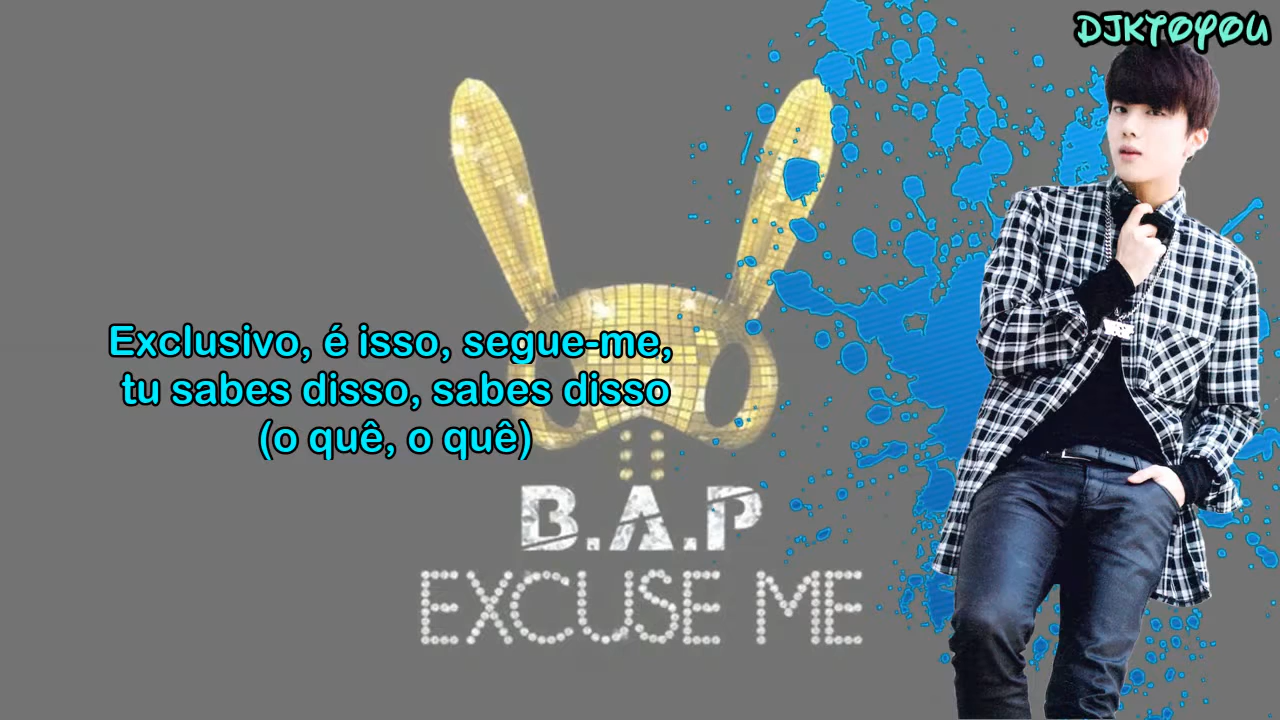 DJKTOYOU
Exclusivo, é isso, segue-me,
tu sabes disso, sabes disso
(o quê, o quê)
B.A.P
EXCUSE ME